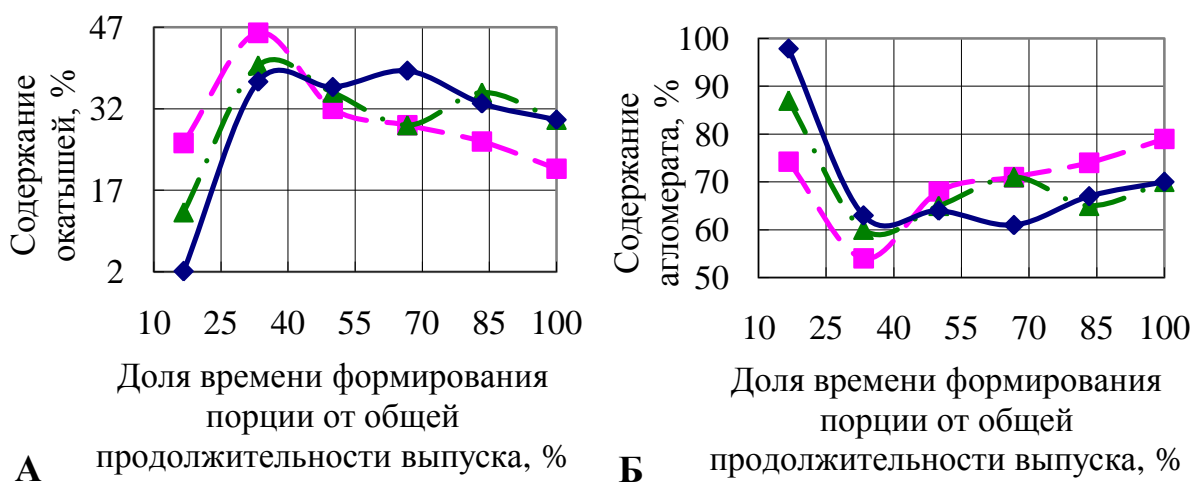 Содержание
окатышей, %
47
32
17
2
10 25 40 55 70 85 100
Доля времени формирования
порции от общей
продолжительности выпуска, %
А
Содержание
агломерата, %
100
90
80
70
60
50
10 25 40 55 70 85 100
Доля времени формирования
порции от общей
продолжительности выпуска, %
Б